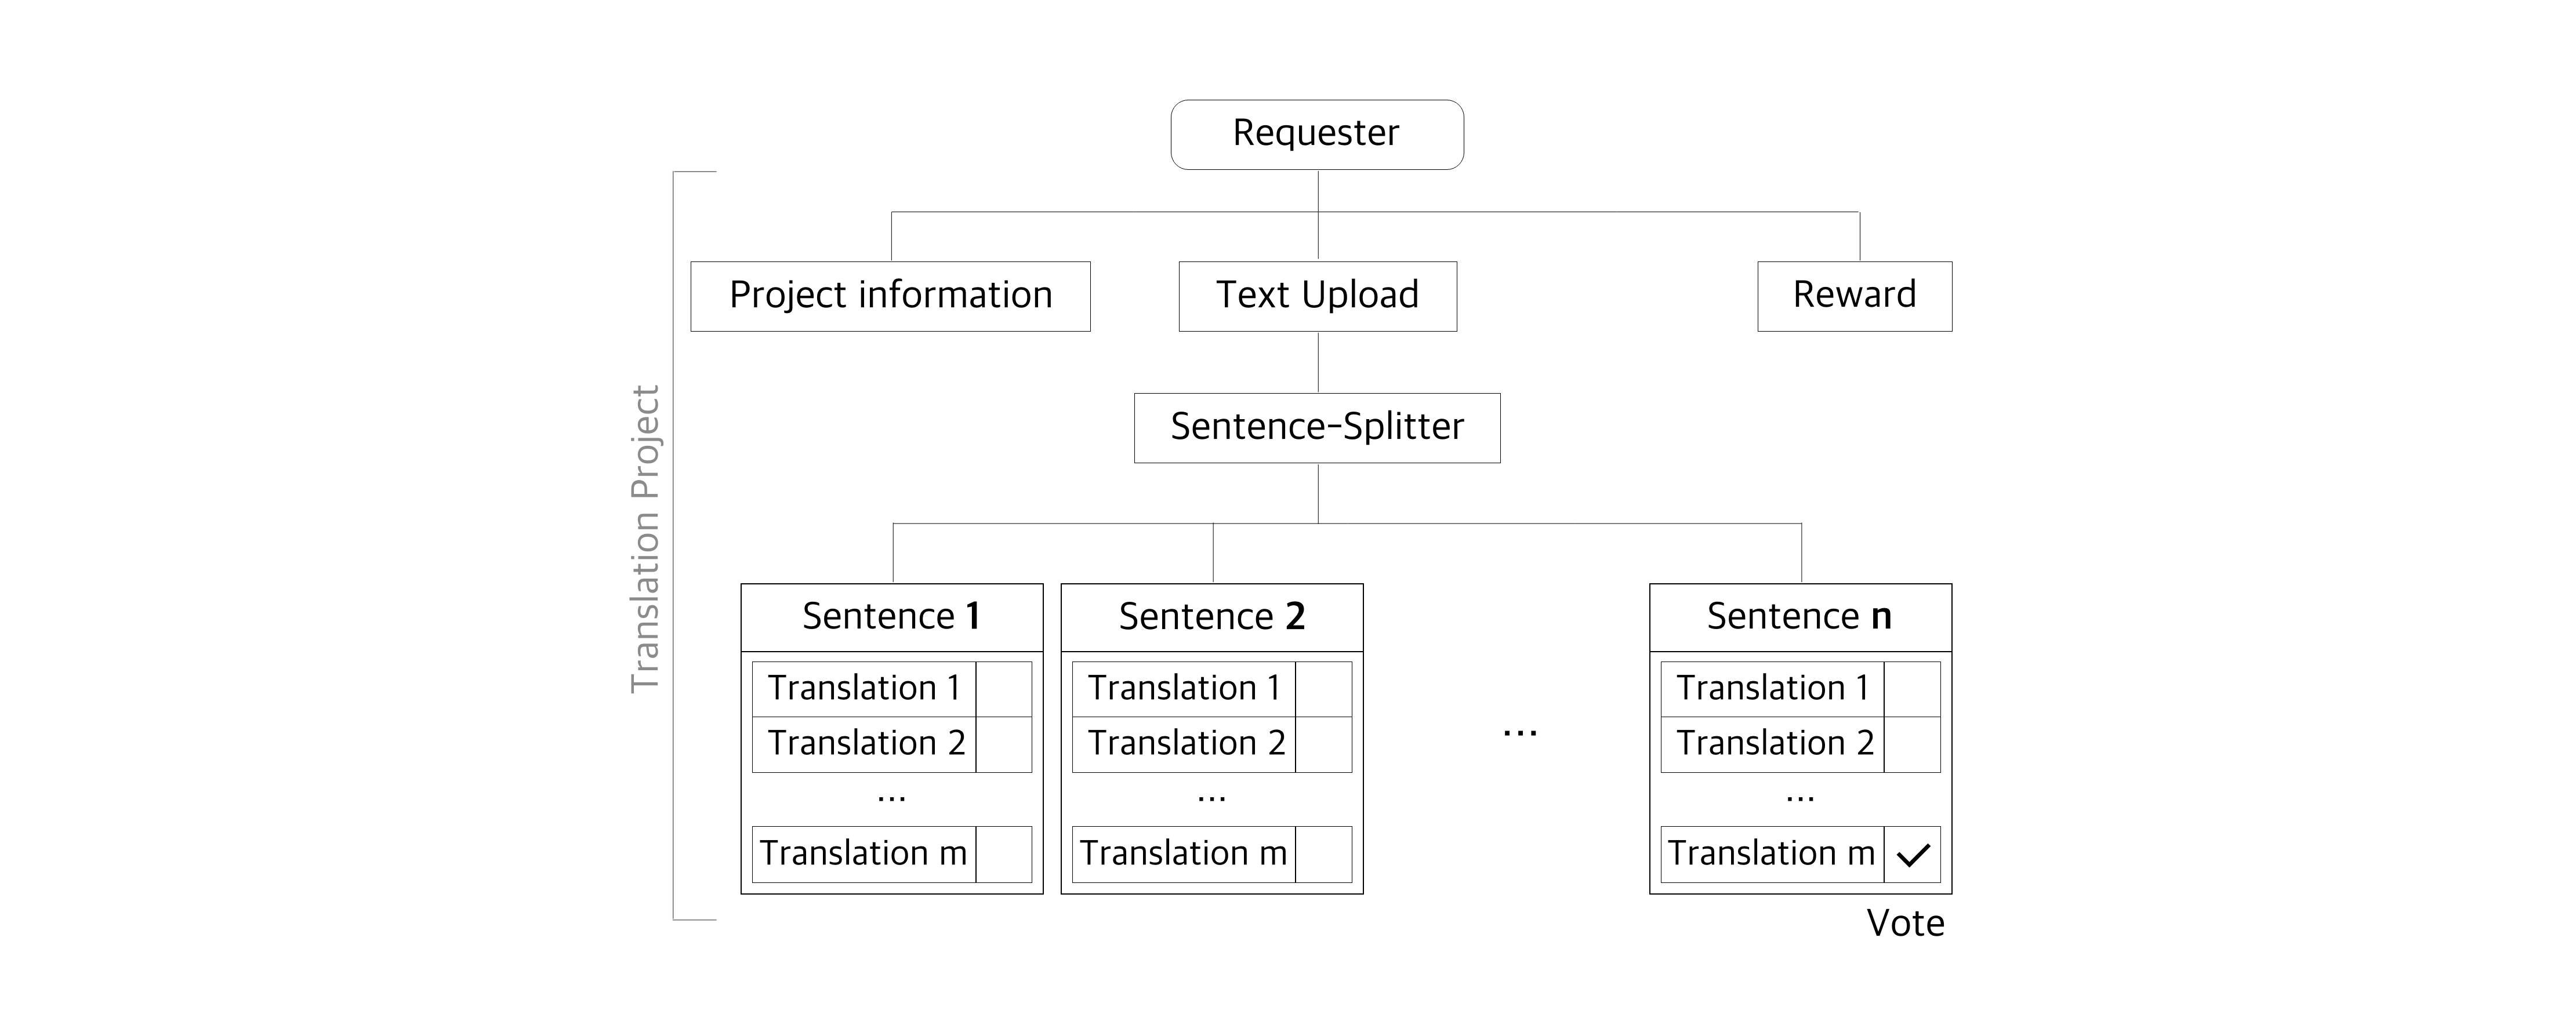 Requester
Translation Project
Project information
Text Upload
Reward
Sentence-Splitter
Sentence 1
Translation 1
Translation 2
...
Translation m
Sentence 2
Translation 1
Translation 2
...
Translation m
...
Sentence n
Translation 1
Translation 2
...
Translation m
Vote